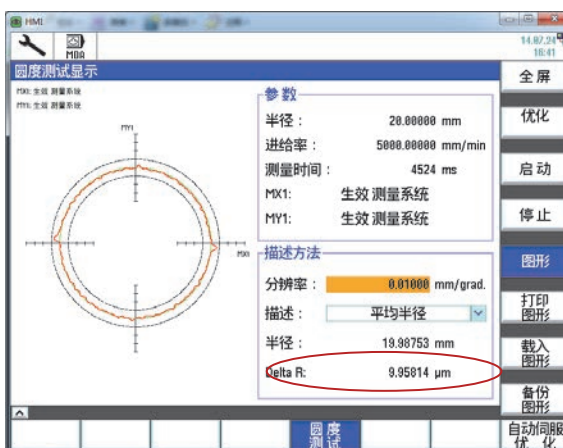 HMI
MDA
14.07.24
16:41
圆度测试显示
MX1: 生效 测量系统
MY1: 生效 测量系统
MY1
MX1
参数
半径： 20.00000 mm
进给率： 5000.00000 mm/min
测量时间： 4524 ms
MX1: 生效 测量系统
MY1: 生效 测量系统
描述方法
分辨率： 0.01000 mm/grad.
描述： 平均半径
半径： 19.98753 mm
Delta R: 9.95814 μm
圆度
测试
全屏
优化
启动
停止
图形
打印
图形
载入
图形
备份
图形
自动伺服
优化